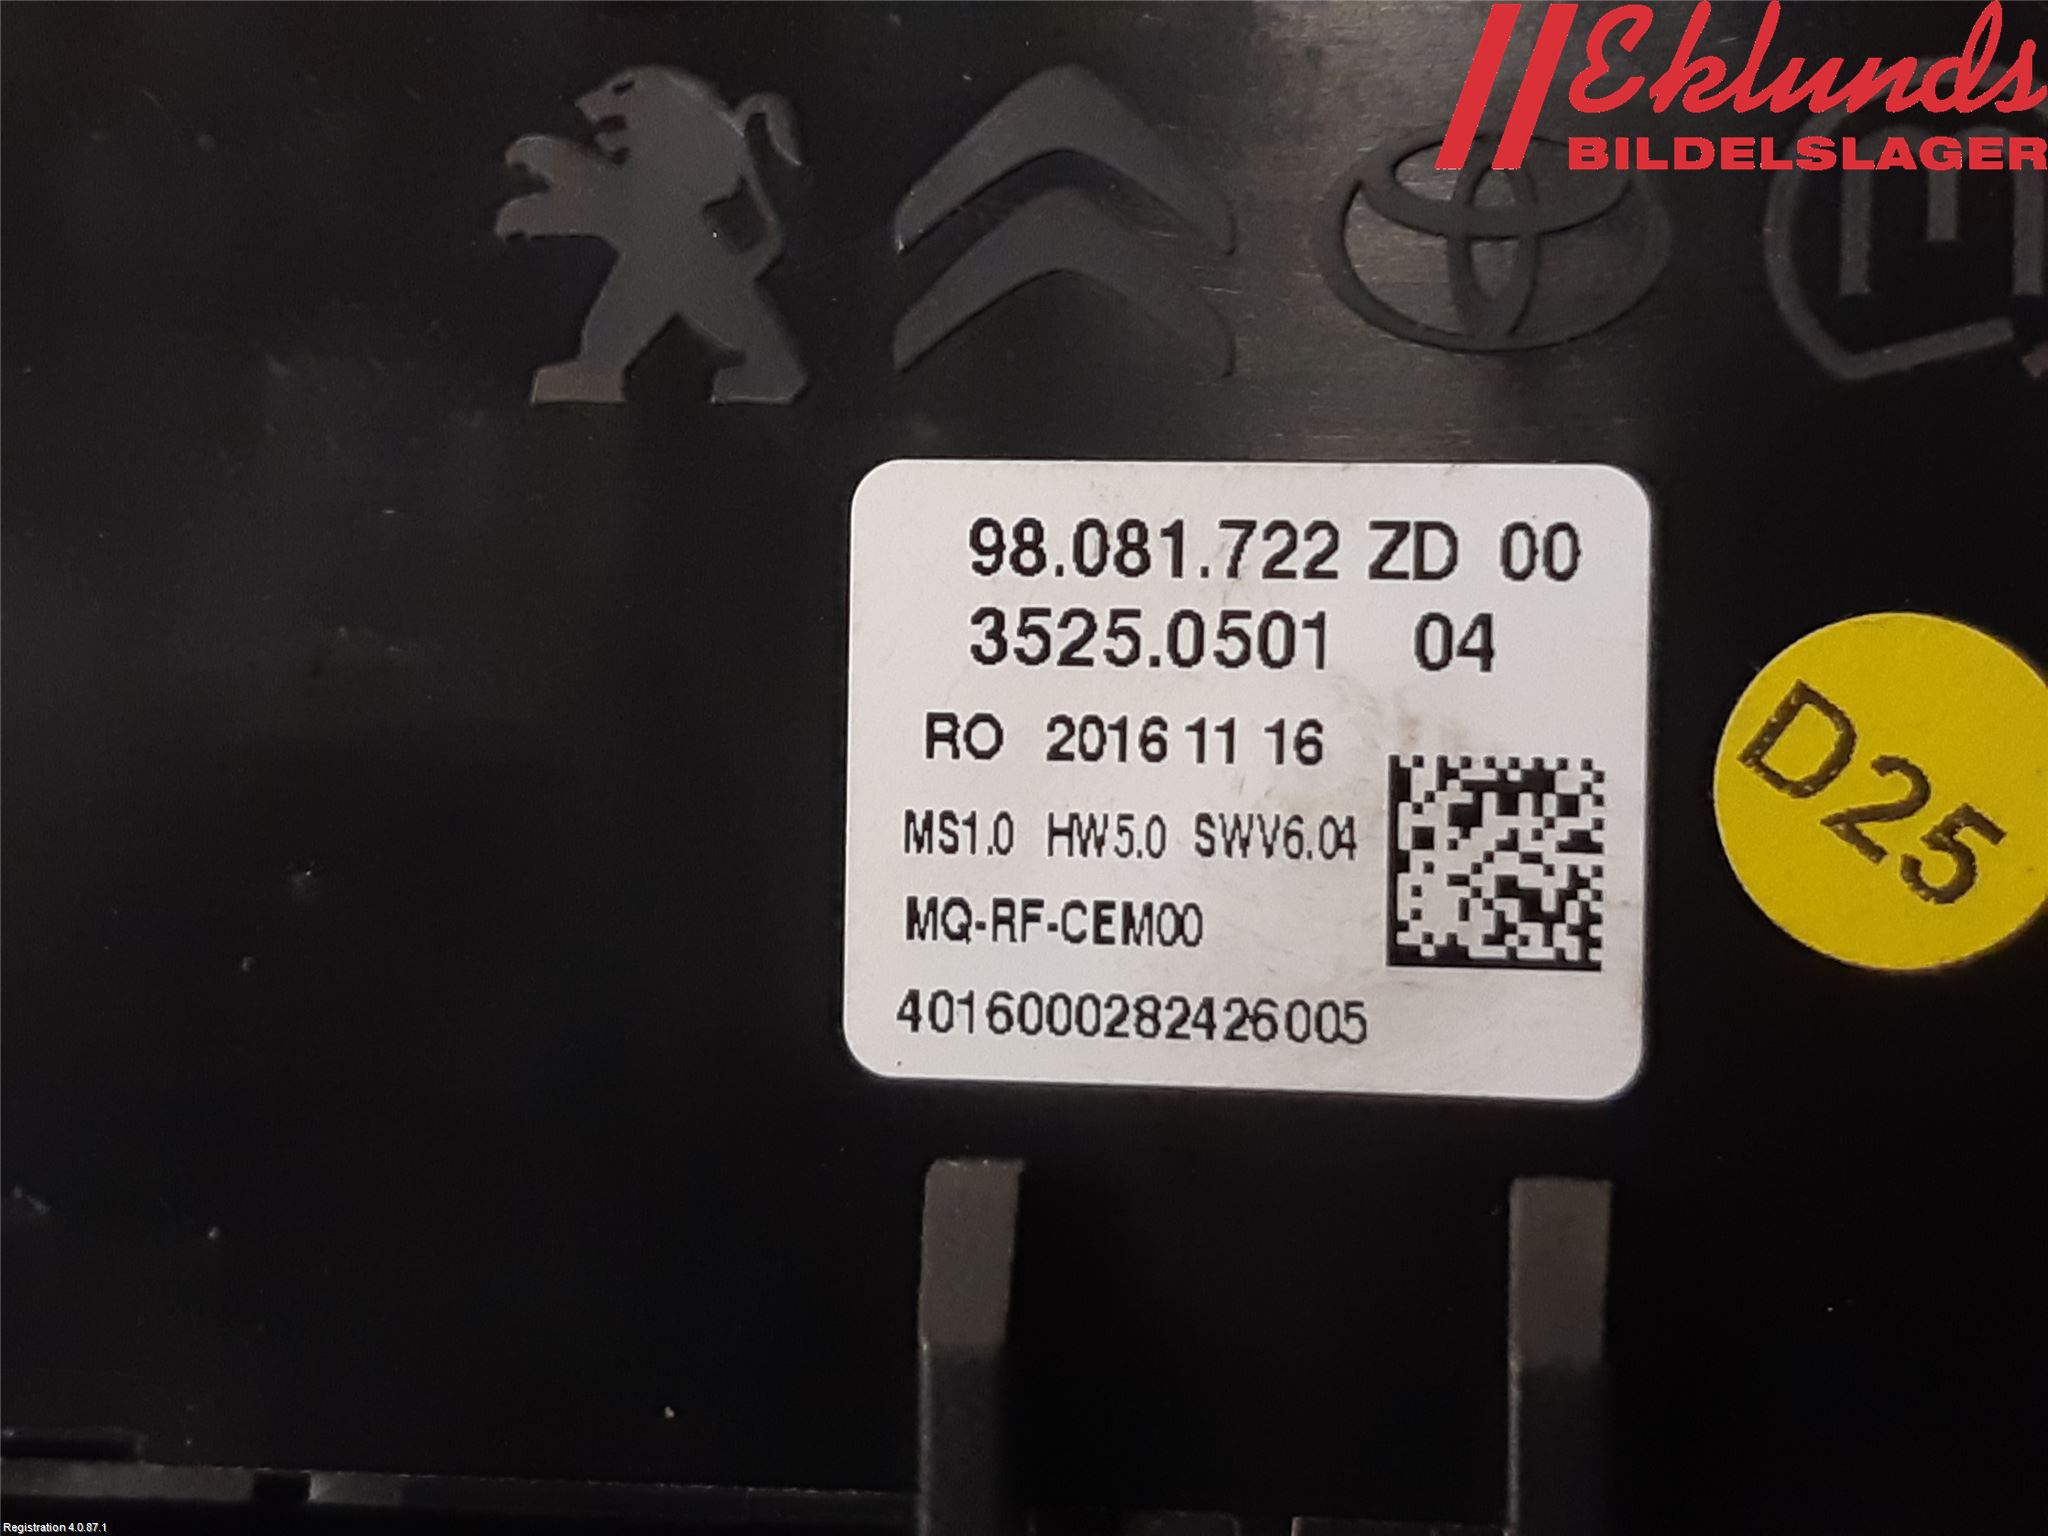 Eklunds
BILDELSLAGER
98.081.722 ZD 00
3525.0501 04
RO 2016 11 16
MS1.0 HW5.0 SWV6.04
MQ-RF-CEM00
4016000282426005
D25
Registration 4.0.87.1